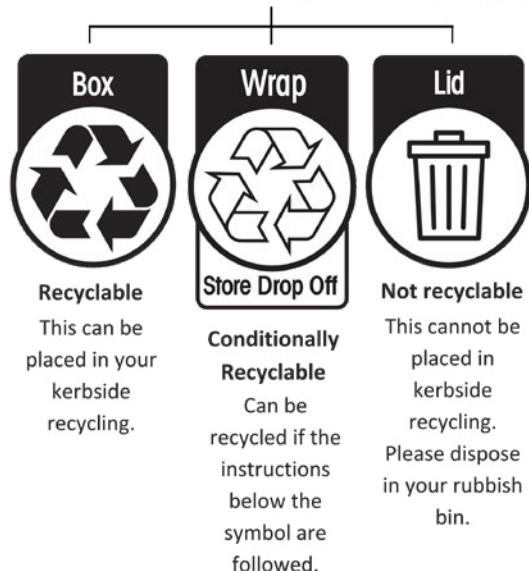 Box
Recyclable
This can be
placed in your
kerbside
recycling.
Wrap
Store Drop Off
Conditionally
Recyclable
Can be
recycled if the
instructions
below the
symbol are
followed.
Lid
Not recyclable
This cannot be
placed in
kerbside
recycling.
Please dispose
in your rubbish
bin.